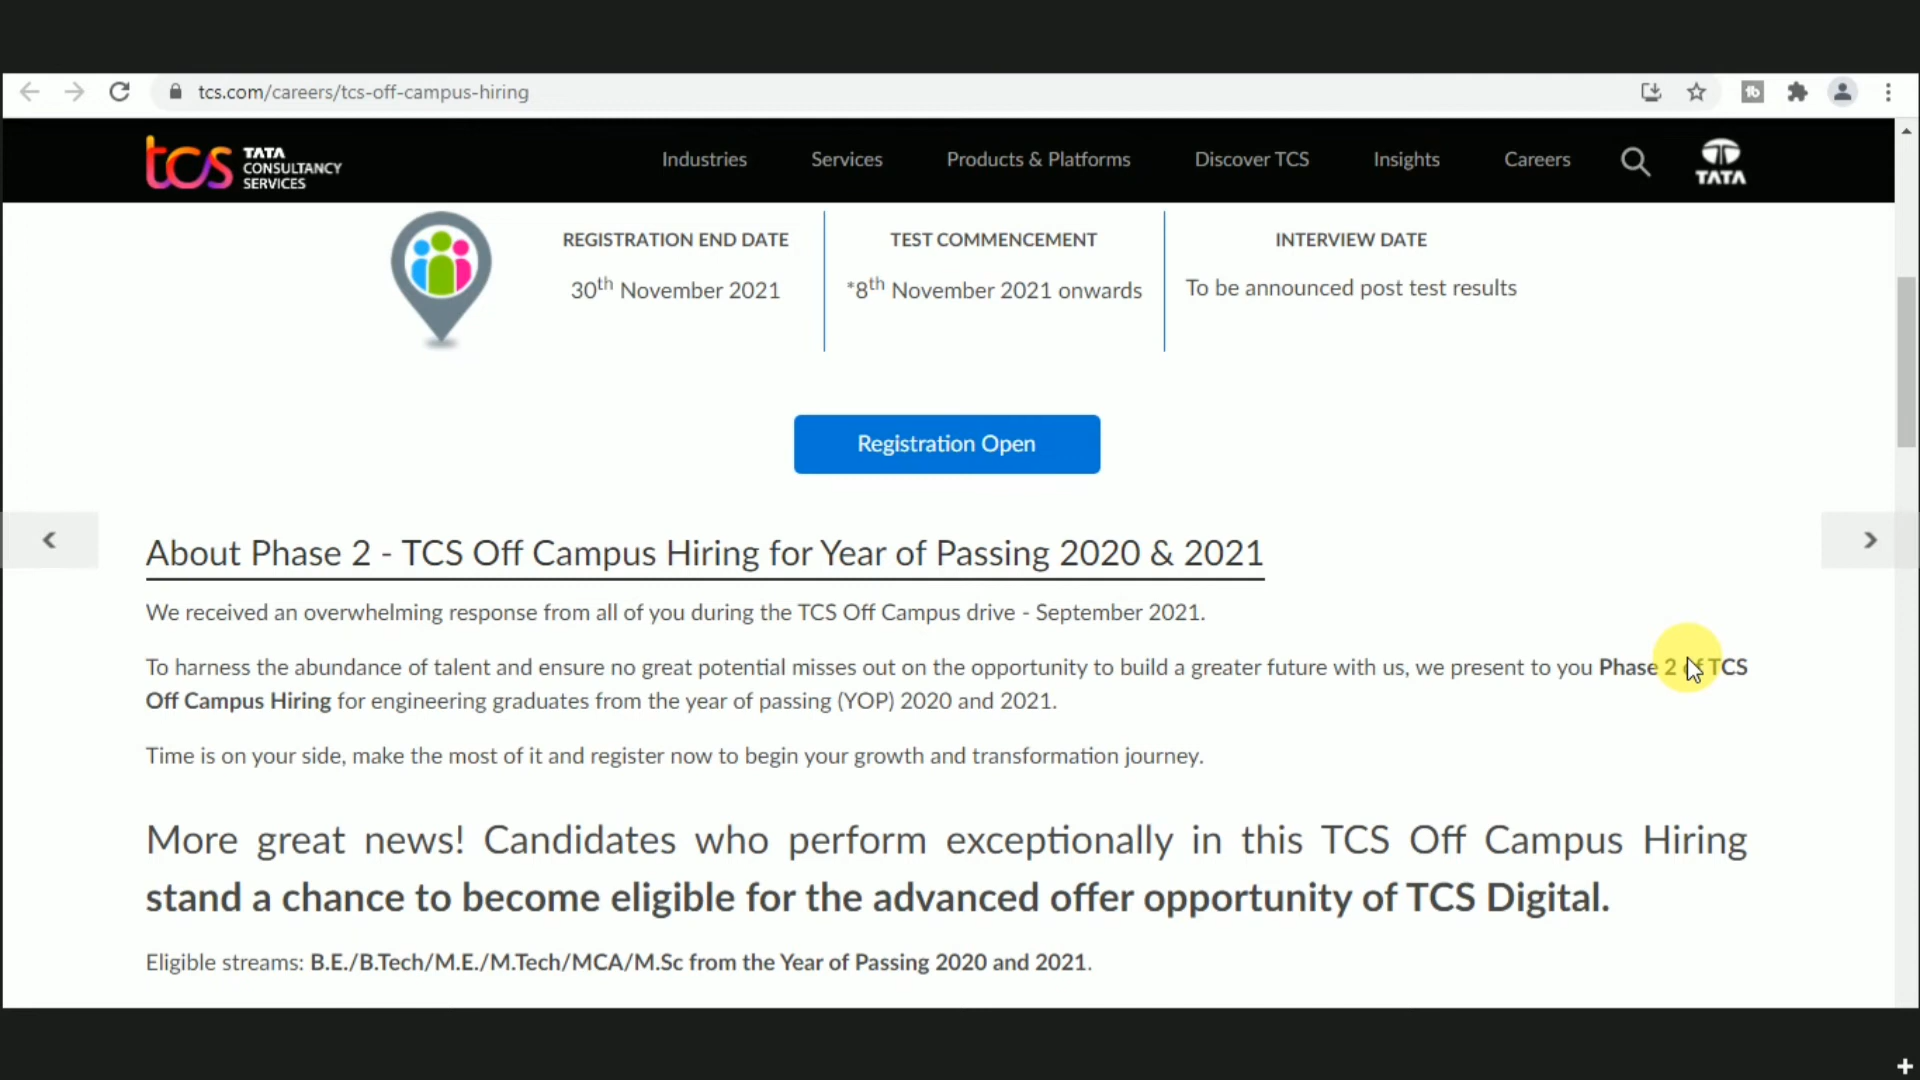 tcs.com/careers/tcs-off-campus-hiring
tcs TATA CONSULTANCY SERVICES
Industries Services Products & Platforms Discover TCS Insights Careers TATA
REGISTRATION END DATE TEST COMMENCEMENT INTERVIEW DATE
30th November 2021 *8th November 2021 onwards To be announced post test results
Registration Open
About Phase 2 - TCS Off Campus Hiring for Year of Passing 2020 & 2021
We received an overwhelming response from all of you during the TCS Off Campus drive - September 2021.
To harness the abundance of talent and ensure no great potential misses out on the opportunity to build a greater future with us, we present to you Phase 2 of TCS
Off Campus Hiring for engineering graduates from the year of passing (YOP) 2020 and 2021.
Time is on your side, make the most of it and register now to begin your growth and transformation journey.
More great news! Candidates who perform exceptionally in this TCS Off Campus Hiring
stand a chance to become eligible for the advanced offer opportunity of TCS Digital.
Eligible streams: B.E./B.Tech/M.E./M.Tech/MCA/M.Sc from the Year of Passing 2020 and 2021.